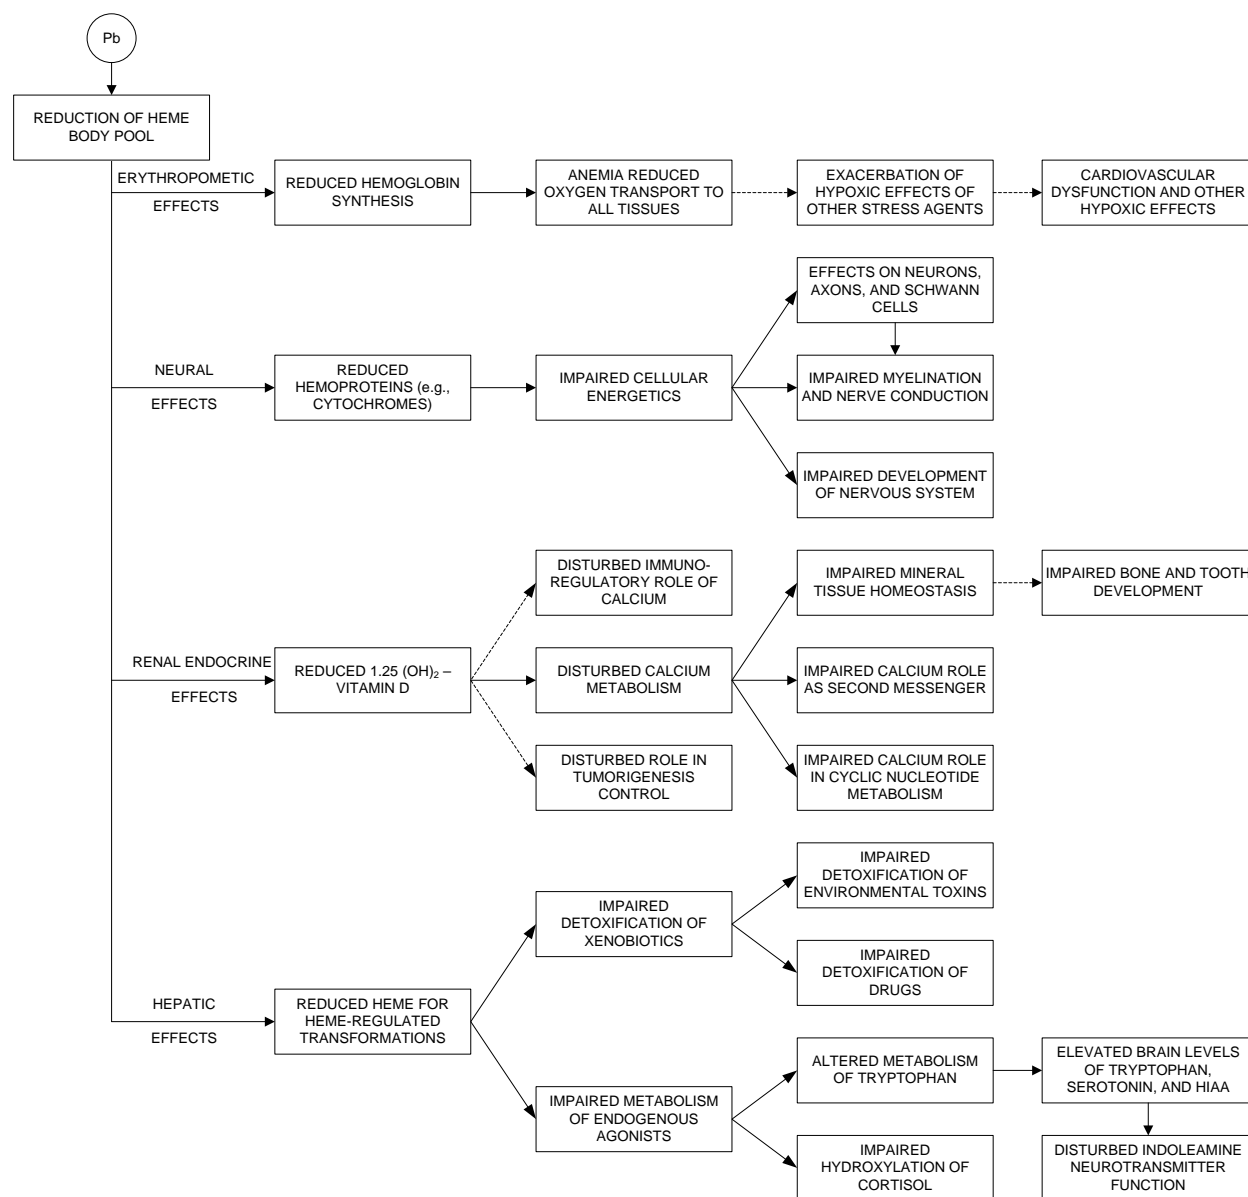 Pb
REDUCTION OF HEME
BODY POOL
ERYTHROPOMETIC
EFFECTS
REDUCED HEMOGLOBIN
SYNTHESIS
ANEMIA REDUCED
OXYGEN TRANSPORT TO
ALL TISSUES
EXACERBATION OF
HYPOXIC EFFECTS OF
OTHER STRESS AGENTS
CARDIOVASCULAR
DYSFUNCTION AND OTHER
HYPOXIC EFFECTS
NEURAL
EFFECTS
REDUCED
HEMOPROTEINS (e.g.,
CYTOCHROMES)
IMPAIRED CELLULAR
ENERGETICS
EFFECTS ON NEURONS,
AXONS, AND SCHWANN
CELLS
IMPAIRED MYELINATION
AND NERVE CONDUCTION
IMPAIRED DEVELOPMENT
OF NERVOUS SYSTEM
RENAL ENDOCRINE
EFFECTS
REDUCED 1.25 (OH)₂ –
VITAMIN D
DISTURBED IMMUNO-
REGULATORY ROLE OF
CALCIUM
DISTURBED CALCIUM
METABOLISM
DISTURBED ROLE IN
TUMORIGENESIS
CONTROL
IMPAIRED MINERAL
TISSUE HOMEOSTASIS
IMPAIRED BONE AND TOOTH
DEVELOPMENT
IMPAIRED CALCIUM ROLE
AS SECOND MESSENGER
IMPAIRED CALCIUM ROLE
IN CYCLIC NUCLEOTIDE
METABOLISM
HEPATIC
EFFECTS
REDUCED HEME FOR
HEME-REGULATED
TRANSFORMATIONS
IMPAIRED
DETOXIFICATION OF
XENOBIOTICS
IMPAIRED
DETOXIFICATION OF
ENVIRONMENTAL TOXINS
IMPAIRED
DETOXIFICATION OF
DRUGS
IMPAIRED METABOLISM
OF ENDOGENOUS
AGONISTS
ALTERED METABOLISM
OF TRYPTOPHAN
ELEVATED BRAIN LEVELS
OF TRYPTOPHAN,
SEROTONIN, AND HIAA
IMPAIRED
HYDROXYLATION OF
CORTISOL
DISTURBED INDOLEAMINE
NEUROTRANSMITTER
FUNCTION